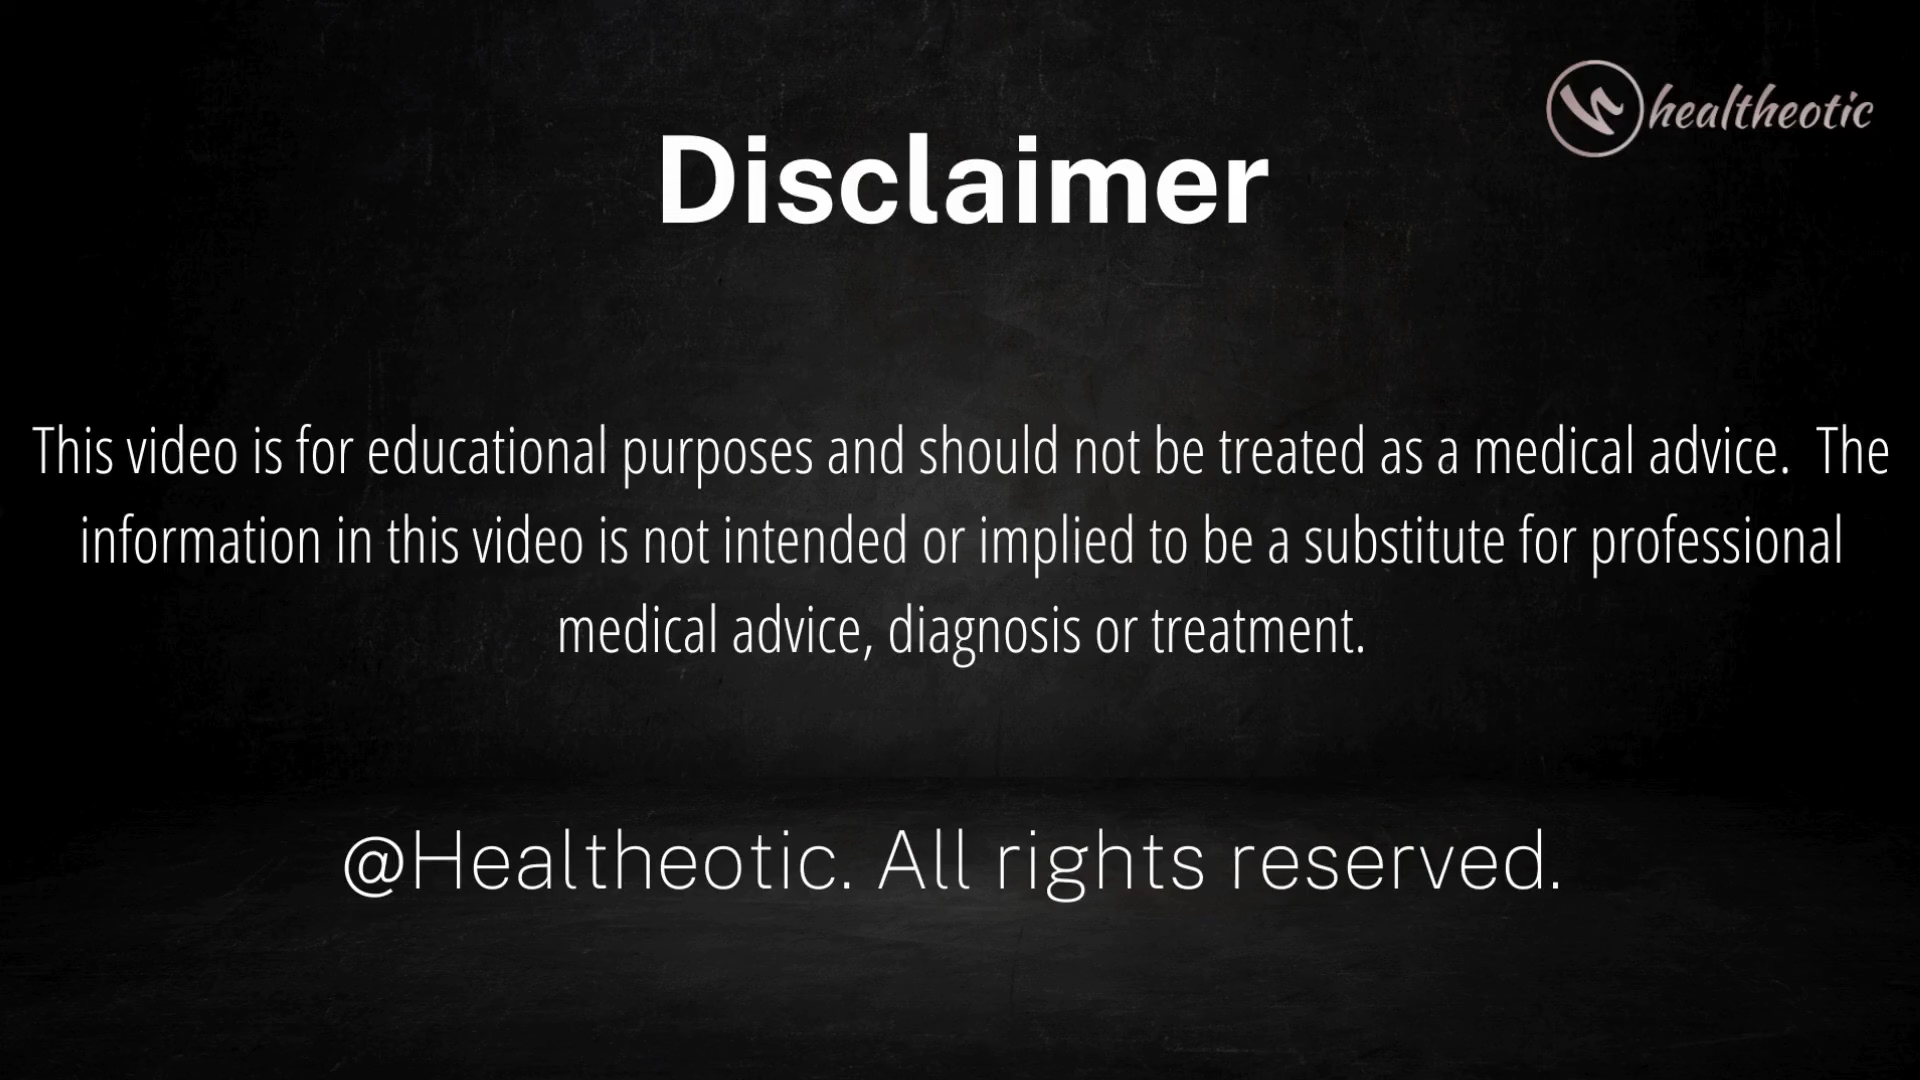 healtheotic
Disclaimer
This video is for educational purposes and should not be treated as a medical advice.  The
information in this video is not intended or implied to be a substitute for professional
medical advice, diagnosis or treatment.
@Healtheotic. All rights reserved.